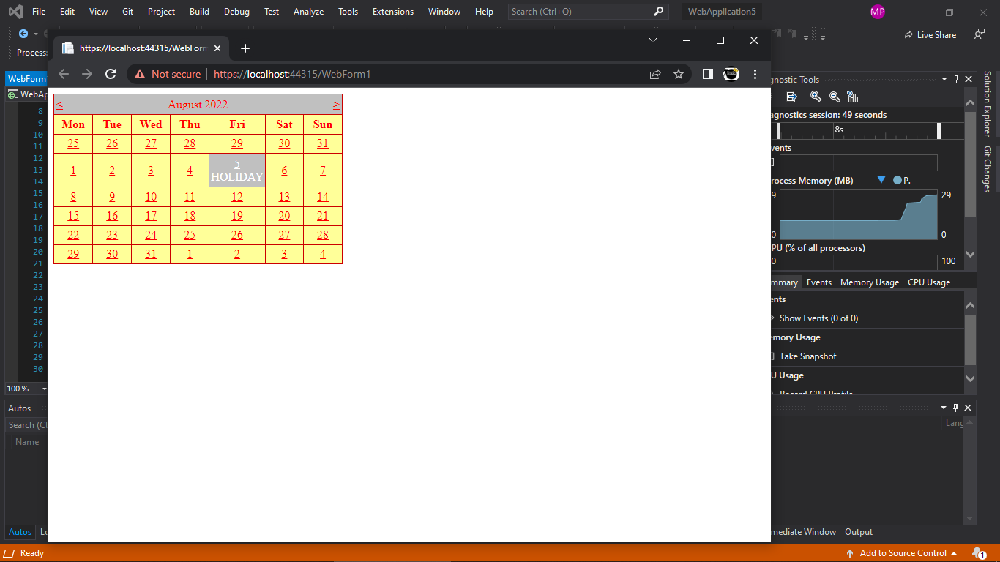 File Edit View Git Project Build Debug Test Analyze Tools Extensions Window Help Search (Ctrl+Q) WebApplication5 MP
Live Share
Process:
https://localhost:44315/WebForm
Not secure https://localhost:44315/WebForm1
WebForm
WebAp
< August 2022 >
Mon Tue Wed Thu Fri Sat Sun
25 26 27 28 29 30 31
1 2 3 4 5 6 7
HOLIDAY
8 9 10 11 12 13 14
15 16 17 18 19 20 21
22 23 24 25 26 27 28
29 30 31 1 2 3 4
8
9
10
11
12
13
14
15
16
17
18
19
20
21
22
23
24
25
26
27
28
29
30
100 %
gnostic Tools
agnostics session: 49 seconds
8s
vents
rocess Memory (MB) P..
9 29
0 0
PU (% of all processors)
0 100
mmary Events Memory Usage CPU Usage
ents
Show Events (0 of 0)
emory Usage
Take Snapshot
U Usage
Record CPU Profile
Solution Explorer
Git Changes
Autos
Search (Ct
Name
Lang
Autos Lo
mediate Window Output
Ready
Add to Source Control 1